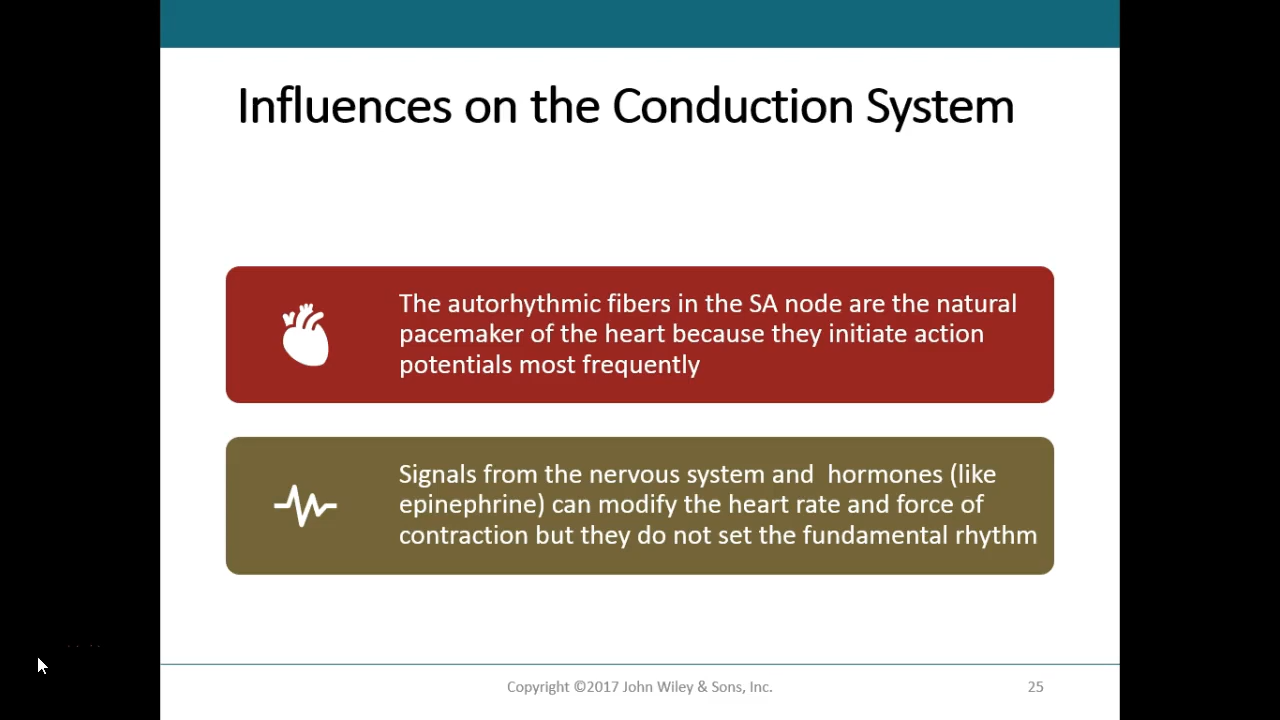 Influences on the Conduction System
The autorhythmic fibers in the SA node are the natural
pacemaker of the heart because they initiate action
potentials most frequently
Signals from the nervous system and  hormones (like
epinephrine) can modify the heart rate and force of
contraction but they do not set the fundamental rhythm
Copyright ©2017 John Wiley & Sons, Inc.
25